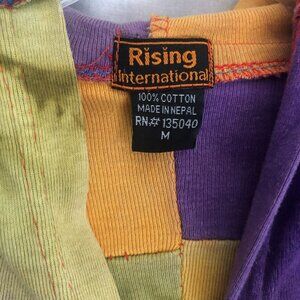 Rising
International
100% COTTON
MADE IN NEPAL
RN# 135040
M